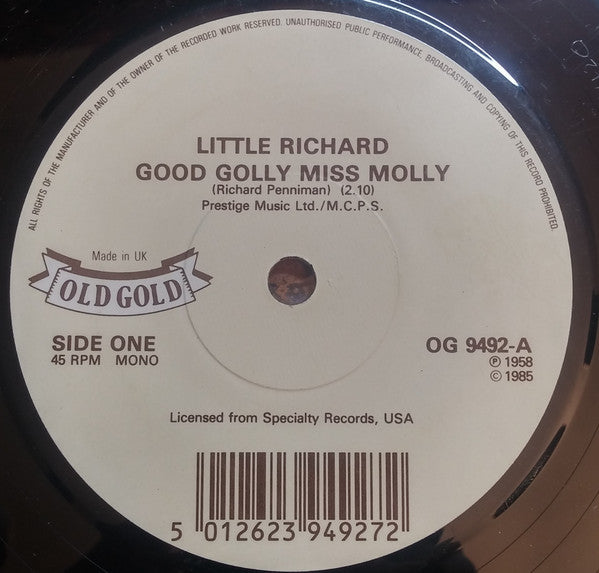 ALL RIGHTS OF THE MANUFACTURER AND OF THE OWNER OF THE RECORDED WORK RESERVED. UNAUTHORISED PUBLIC PERFORMANCE, BROADCASTING AND COPYING OF THIS RECORD PROHIBITED.
LITTLE RICHARD
GOOD GOLLY MISS MOLLY
(Richard Penniman) (2.10)
Prestige Music Ltd./M.C.P.S.
Made in UK
OLD GOLD
SIDE ONE
45 RPM MONO
OG 9492-A
Ⓟ 1958
© 1985
Licensed from Specialty Records, USA
5 012623 949272